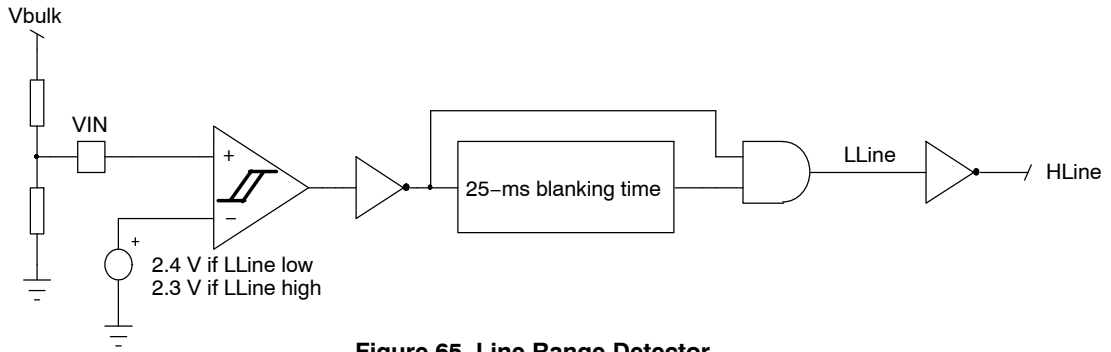 Vbulk
VIN
+
−
+
2.4 V if LLine low
2.3 V if LLine high
25−ms blanking time
LLine
HLine
Figure 65. Line Range Detector